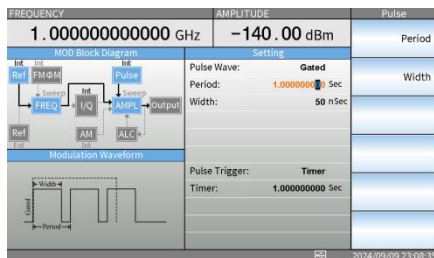 FREQUENCY
AMPLITUDE
Pulse
1.000000000000 GHz
-140.00 dBm
Period
MOD Block Diagram
Setting
Int
Int
Int
Ref
FMΦM
Pulse
Pulse Wave: Gated
Period: 1.000000000 Sec
Width: 50 nSec
Width
Sweep
Int
Sweep
FREQ
I/Q
AMPL
Output
Ref
AM
ALC
Ext
Int
Modulation Waveform
Pulse Trigger: Timer
Timer: 1.000000000 Sec
Width
Gated
Period
2024/09/09 23:08:35